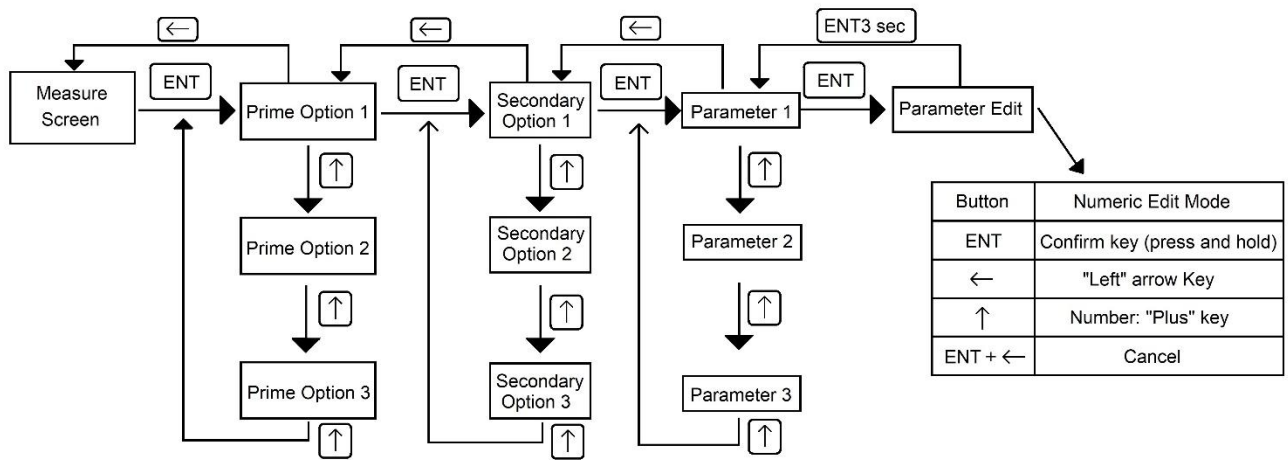 ←
←
←
ENT3 sec
Measure
Screen
ENT
Prime Option 1
ENT
Secondary
Option 1
ENT
Parameter 1
ENT
Parameter Edit
↑
↑
↑
Prime Option 2
Secondary
Option 2
Parameter 2
↑
↑
↑
Prime Option 3
Secondary
Option 3
Parameter 3
↑
↑
↑
Button Numeric Edit Mode
ENT Confirm key (press and hold)
← "Left" arrow Key
↑ Number: "Plus" key
ENT + ← Cancel